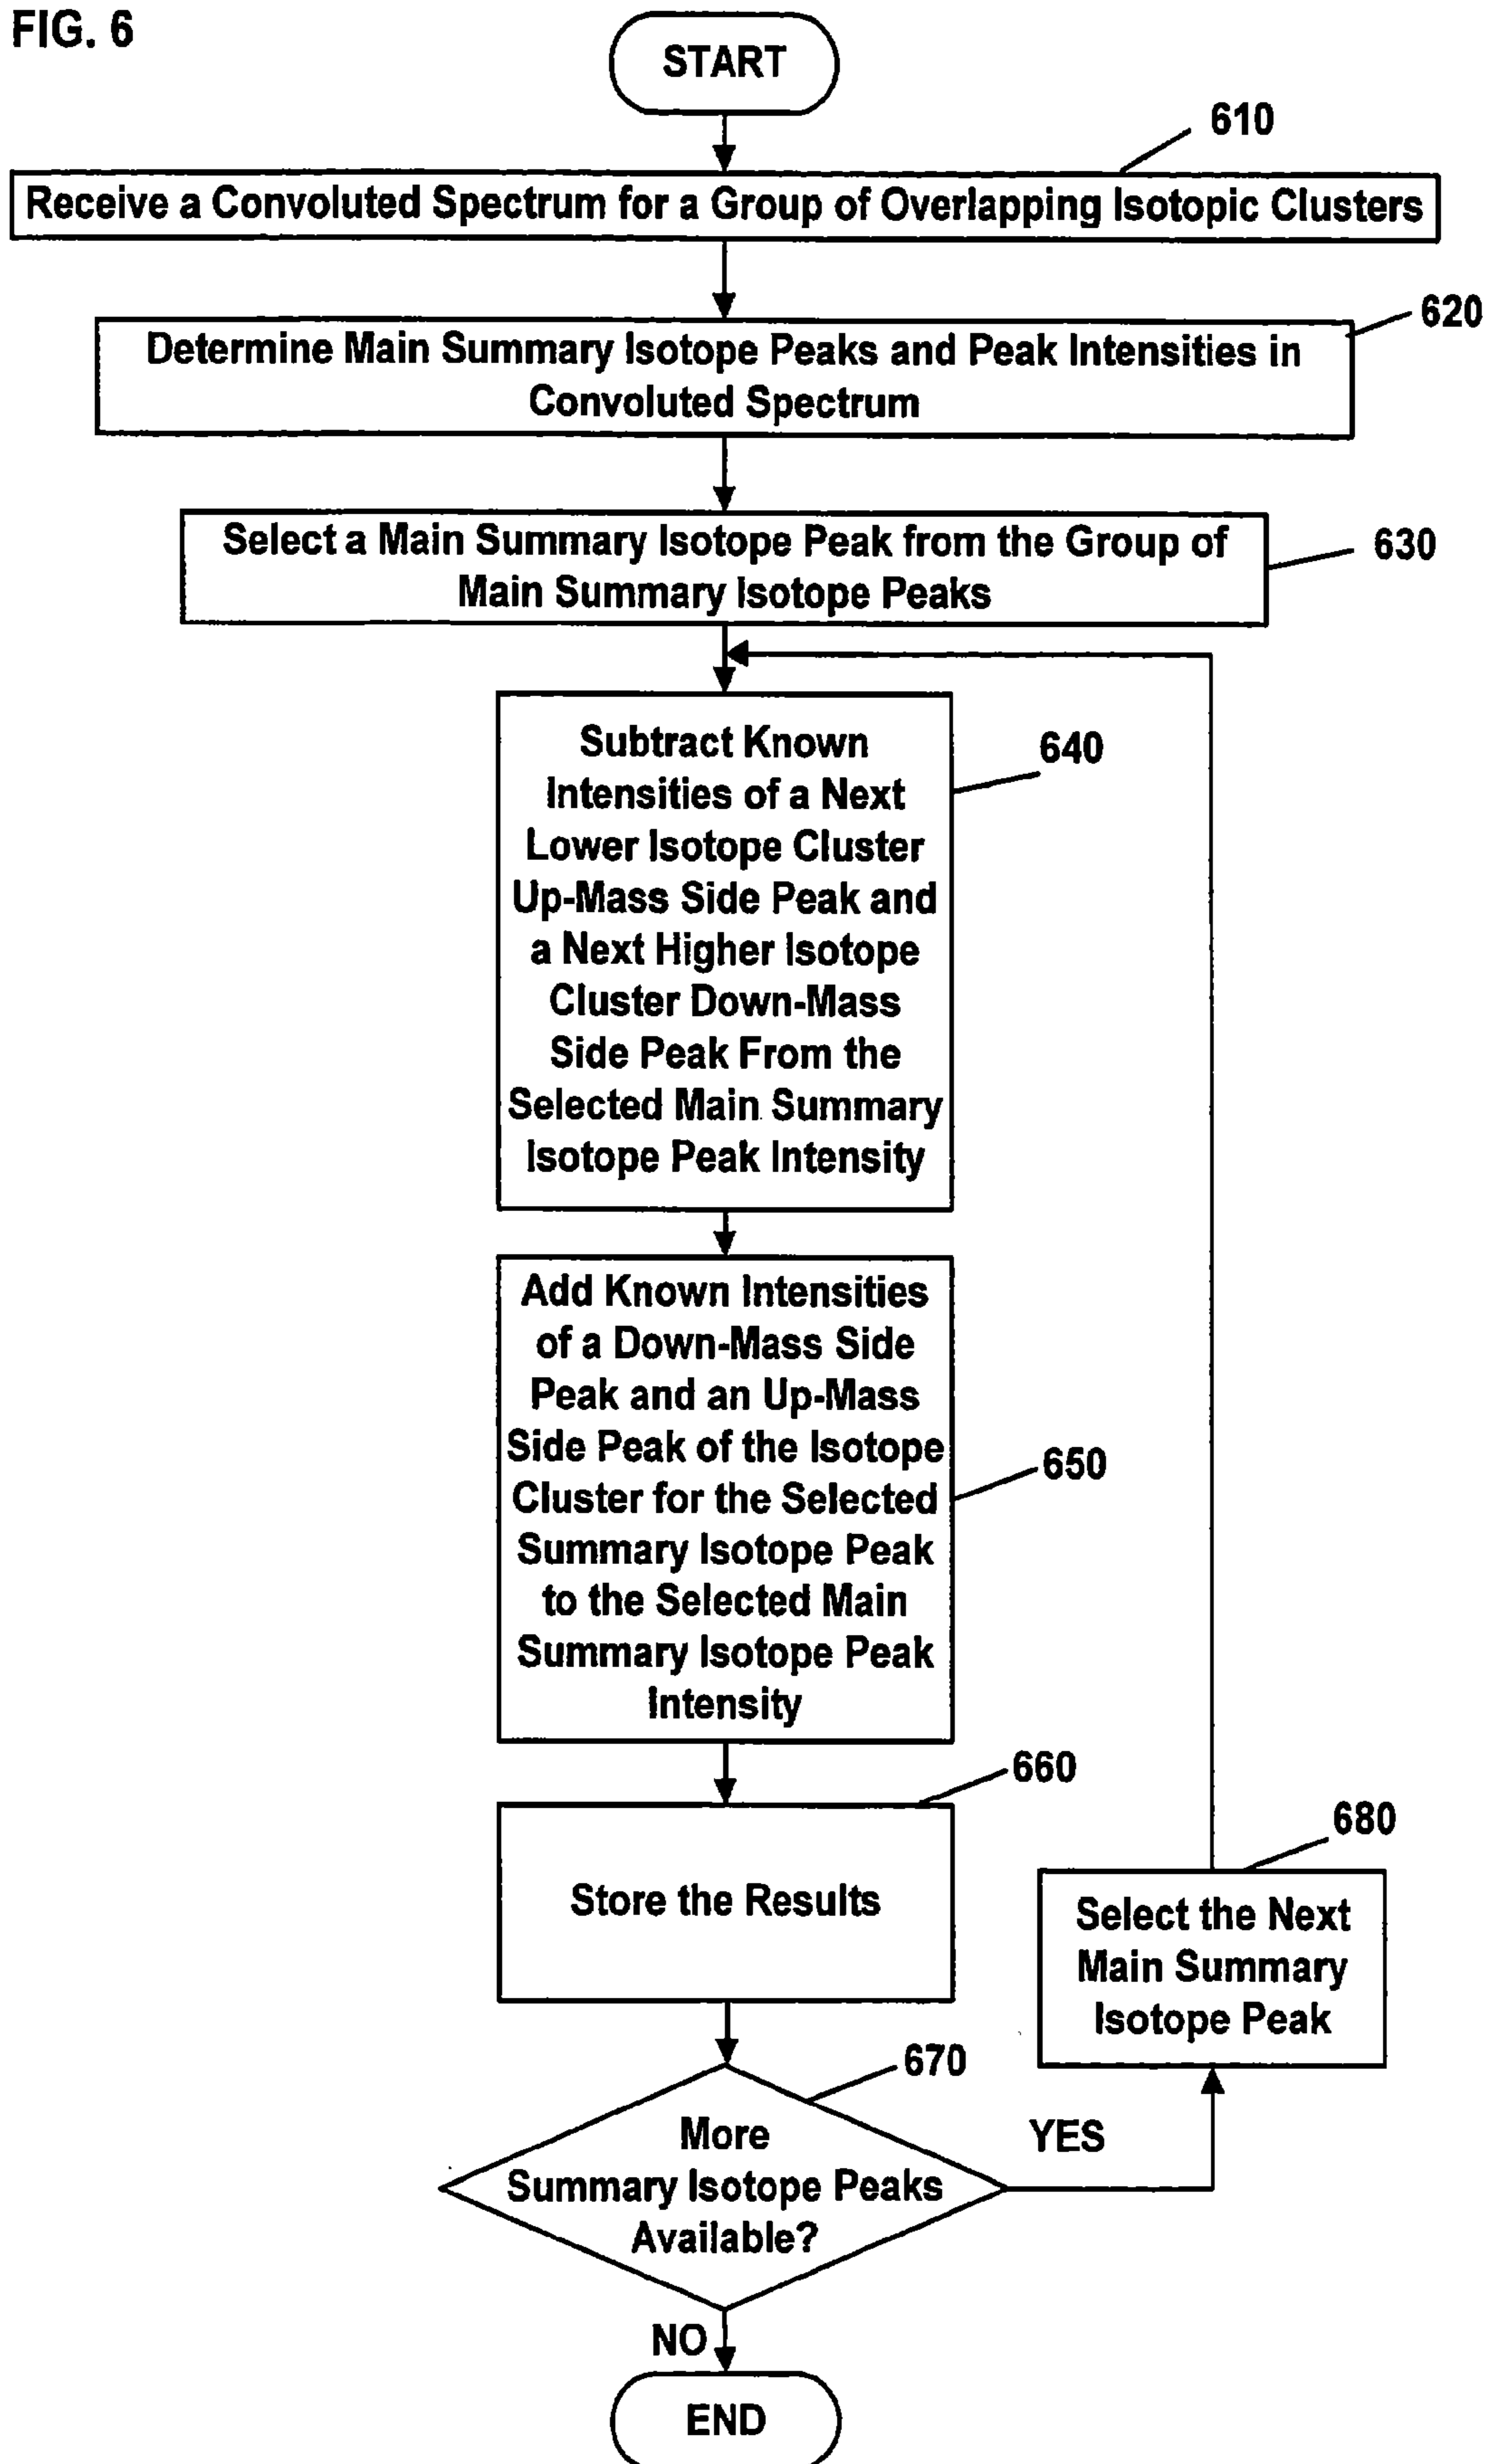 FIG. 6
START
610
Receive a Convoluted Spectrum for a Group of Overlapping Isotopic Clusters
620
Determine Main Summary Isotope Peaks and Peak Intensities in
Convoluted Spectrum
630
Select a Main Summary Isotope Peak from the Group of
Main Summary Isotope Peaks
640
Subtract Known
Intensities of a Next
Lower Isotope Cluster
Up-Mass Side Peak and
a Next Higher Isotope
Cluster Down-Mass
Side Peak From the
Selected Main Summary
Isotope Peak Intensity
650
Add Known Intensities
of a Down-Mass Side
Peak and an Up-Mass
Side Peak of the Isotope
Cluster for the Selected
Summary Isotope Peak
to the Selected Main
Summary Isotope Peak
Intensity
660
Store the Results
680
Select the Next
Main Summary
Isotope Peak
670
More
Summary Isotope Peaks
Available?
YES
NO
END